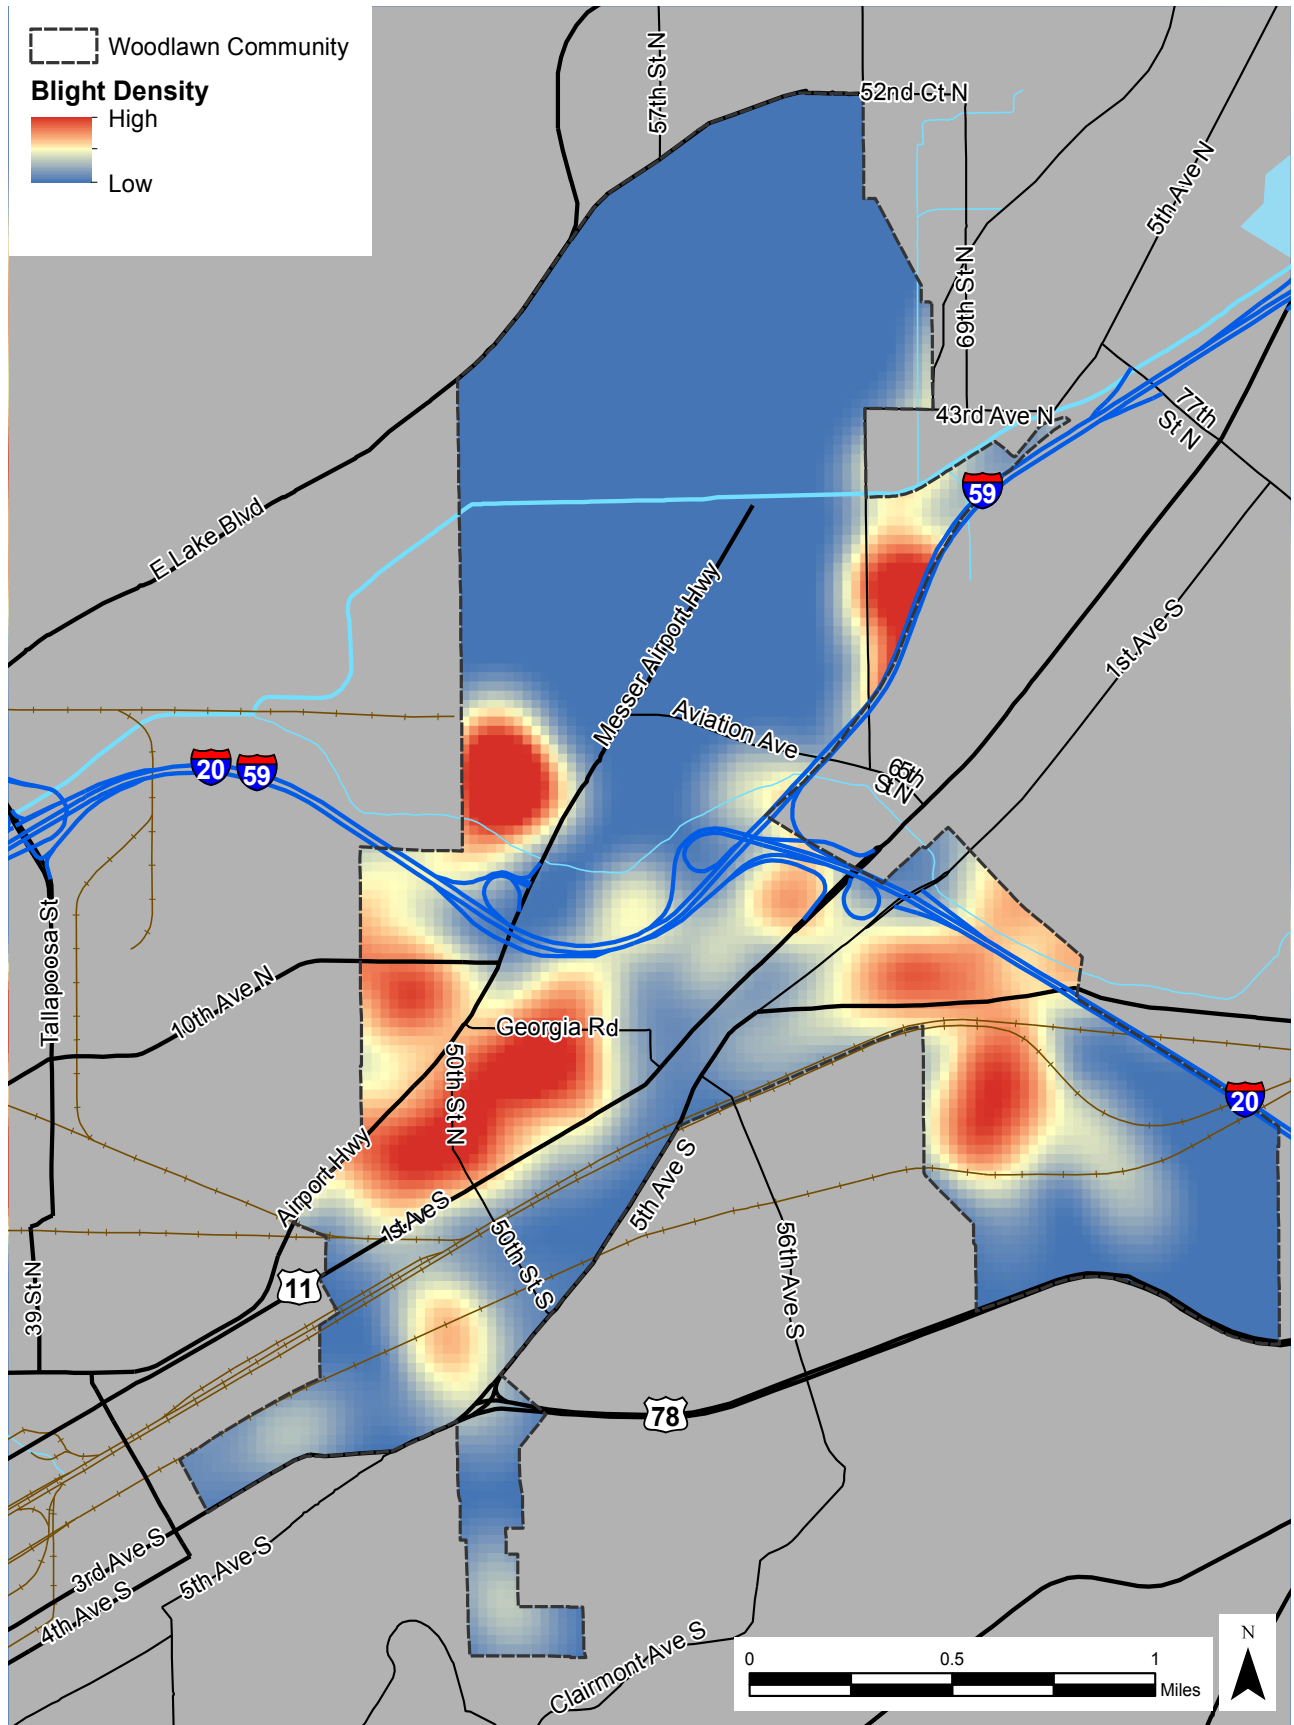 Woodlawn Community
Blight Density
High
Low
57th St N
52nd Ct N
5th Ave N
69th St N
43rd Ave N
77th
St N
59
E Lake Blvd
1st Ave S
Messer Airport Hwy
Aviation Ave
65th
St N
20
59
Tallapoosa St
10th Ave N
Georgia Rd
50th St N
20
Airport Hwy
1st Ave S
5th Ave S
50th St S
56th Ave S
39 St N
11
78
3rd Ave S
4th Ave S
5th Ave S
Clairmont Ave S
0 0.5 1
Miles
N